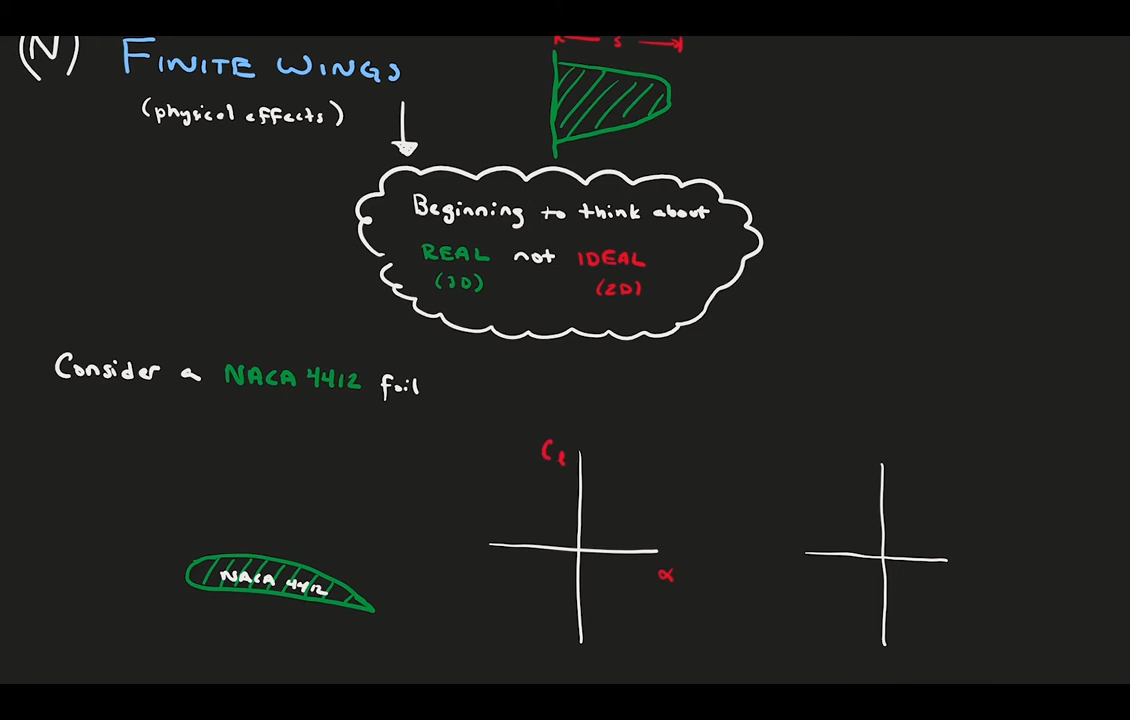 (N) FINITE WINGS
s
(physical effects)
Beginning to think about
REAL not IDEAL
(3D) (2D)
Consider a NACA 4412 foil
Cℓ
α
NACA 4412